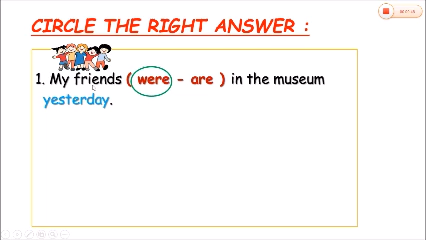 CIRCLE THE RIGHT ANSWER :
1. My friends ( were - are ) in the museum
yesterday.